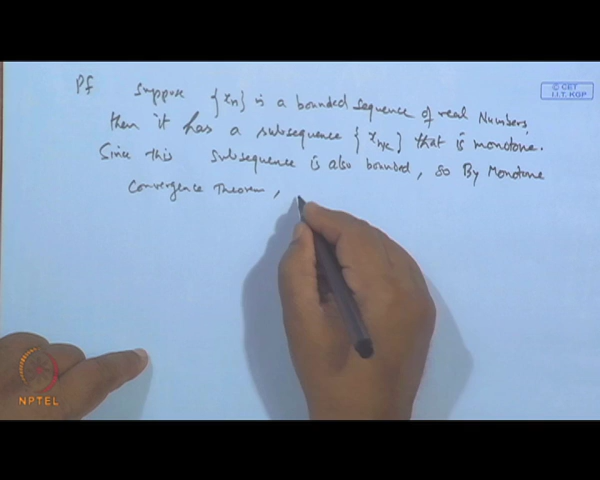 Pf Suppose {xn} is a bounded sequence of real Numbers,
© CET
I.I.T. KGP
then it has a subsequence {xnk} that is monotone.
Since this subsequence is also bounded, so By Monotone
Convergence Theorem,
NPTEL